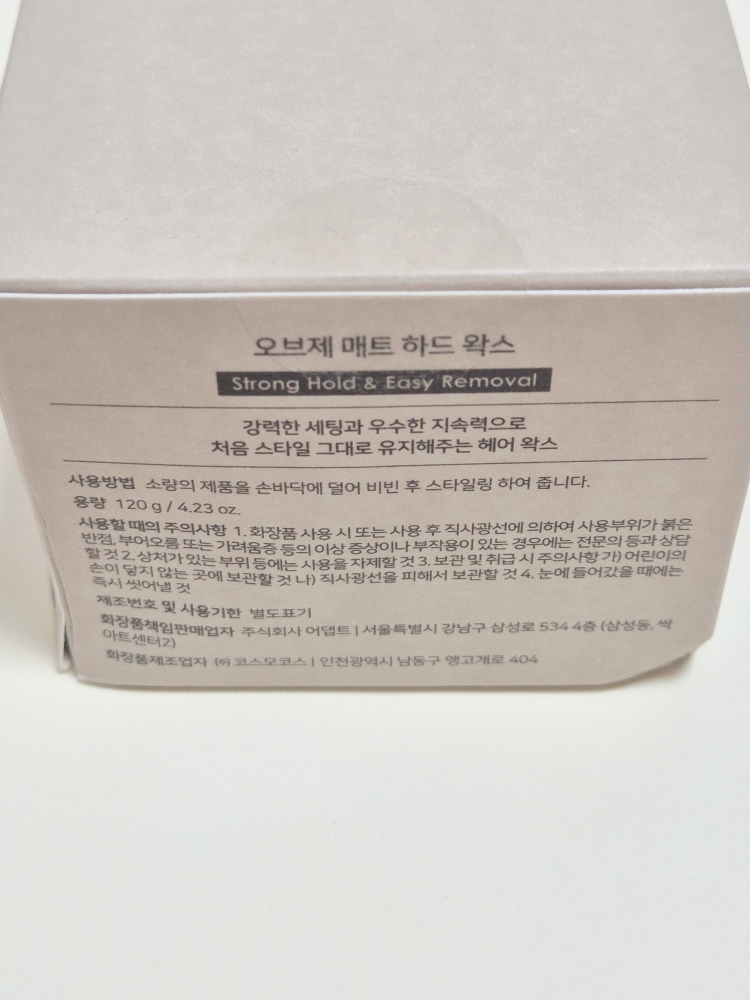 오브제 매트 하드 왁스
Strong Hold & Easy Removal
강력한 세팅과 우수한 지속력으로
처음 스타일 그대로 유지해주는 헤어 왁스
사용방법 소량의 제품을 손바닥에 덜어 비빈 후 스타일링 하여 줍니다.
용량 120 g / 4.23 oz.
사용할 때의 주의사항 1. 화장품 사용 시 또는 사용 후 직사광선에 의하여 사용부위가 붉은
반점, 부어오름 또는 가려움증 등의 이상 증상이나 부작용이 있는 경우에는 전문의 등과 상담
할 것 2. 상처가 있는 부위 등에는 사용을 자제할 것 3. 보관 및 취급 시 주의사항 가) 어린이의
손이 닿지 않는 곳에 보관할 것 나) 직사광선을 피해서 보관할 것 4. 눈에 들어갔을 때에는
즉시 씻어낼 것
제조번호 및 사용기한 별도표기
화장품책임판매업자 주식회사 어댑트 | 서울특별시 강남구 삼성로 534 4층 (삼성동, 싹
아트센터2)
화장품제조업자 ㈜코스모코스 | 인천광역시 남동구 앵고개로 404